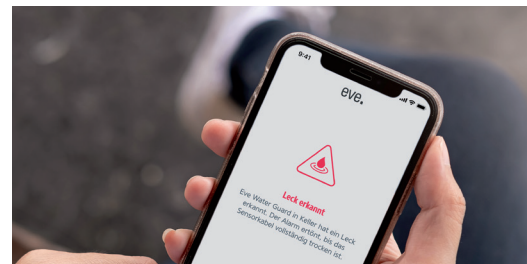 9:41
eve.
Leck erkannt
Eve Water Guard in Keller hat ein Leck
erkannt. Der Alarm ertönt, bis das
Sensorkabel vollständig trocken ist.